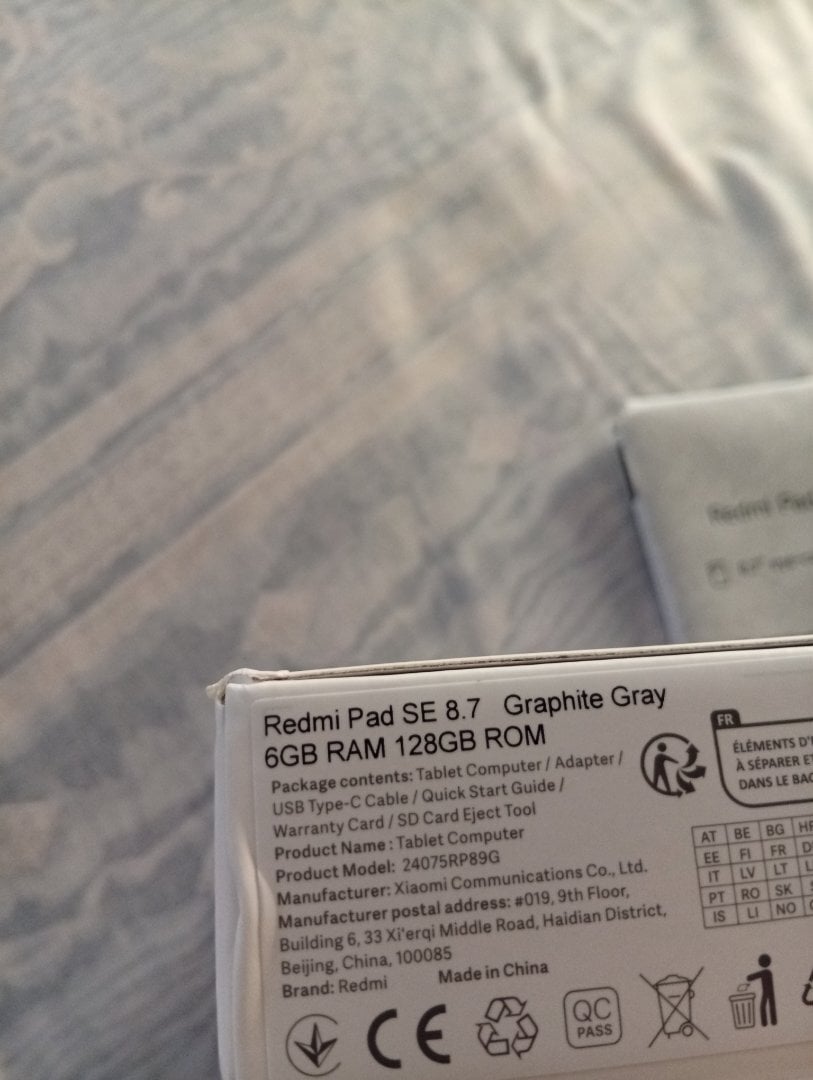 Redmi Pad
Redmi Pad SE 8.7 Graphite Gray
6GB RAM 128GB ROM
Package contents: Tablet Computer / Adapter /
USB Type-C Cable / Quick Start Guide /
Warranty Card / SD Card Eject Tool
Product Name : Tablet Computer
Product Model: 24075RP89G
Manufacturer: Xiaomi Communications Co., Ltd.
Manufacturer postal address: #019, 9th Floor,
Building 6, 33 Xi'erqi Middle Road, Haidian District,
Beijing, China, 100085
Brand: Redmi Made in China
CE
QC
PASS
FR
ÉLÉMENTS
À SÉPARER
DANS LE
AT BE BG
EE FI FR
IT LV LT
PT RO SK
IS LI NO